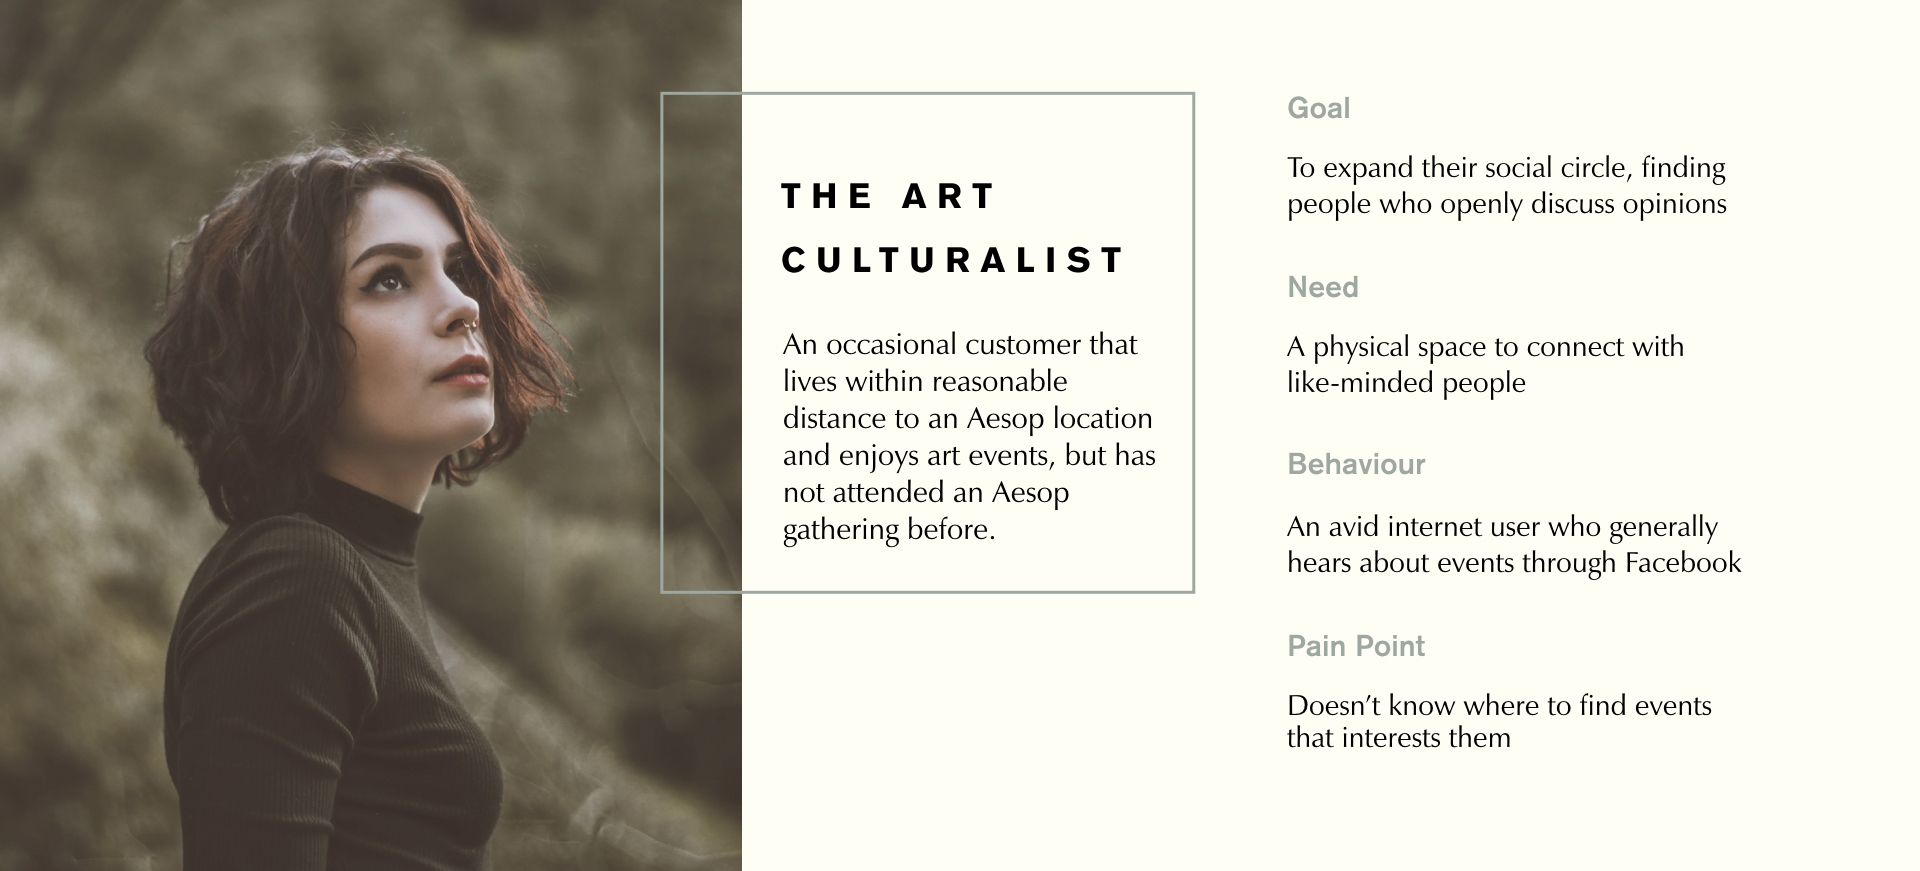 THE ART
CULTURALIST
An occasional customer that
lives within reasonable
distance to an Aesop location
and enjoys art events, but has
not attended an Aesop
gathering before.
Goal
To expand their social circle, finding
people who openly discuss opinions
Need
A physical space to connect with
like-minded people
Behaviour
An avid internet user who generally
hears about events through Facebook
Pain Point
Doesn’t know where to find events
that interests them